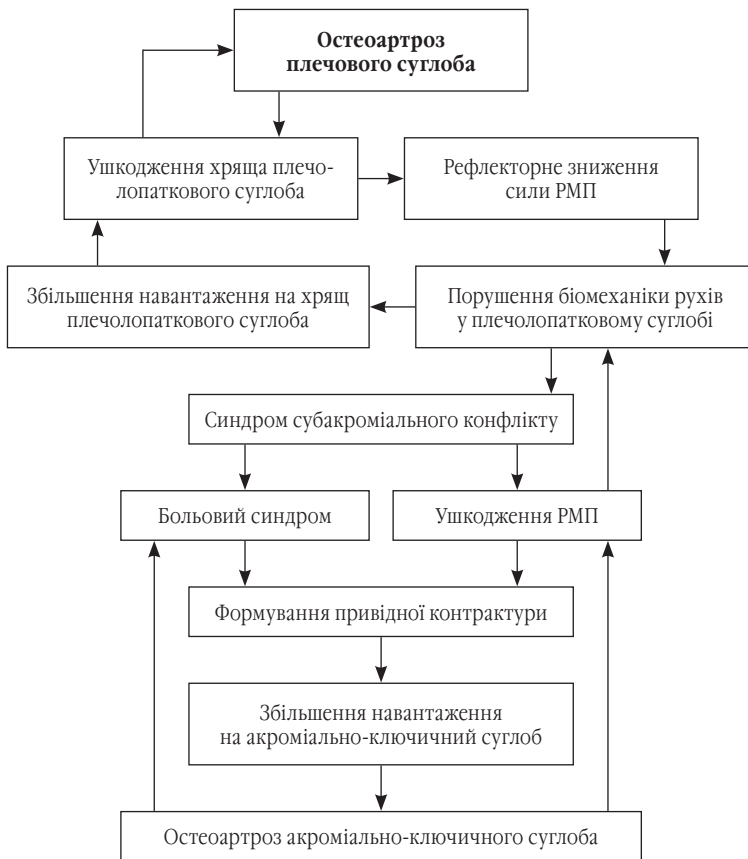 Остеоартроз
плечового суглоба
Ушкодження хряща плечо-
лопаткового суглоба
Рефлекторне зниження
сили РМП
Збільшення навантаження на хрящ
плечолопаткового суглоба
Порушення біомеханіки рухів
у плечолопатковому суглобі
Синдром субакроміального конфлікту
Больовий синдром
Ушкодження РМП
Формування привідної контрактури
Збільшення навантаження
на акроміально-ключичний суглоб
Остеоартроз акроміально-ключичного суглоба